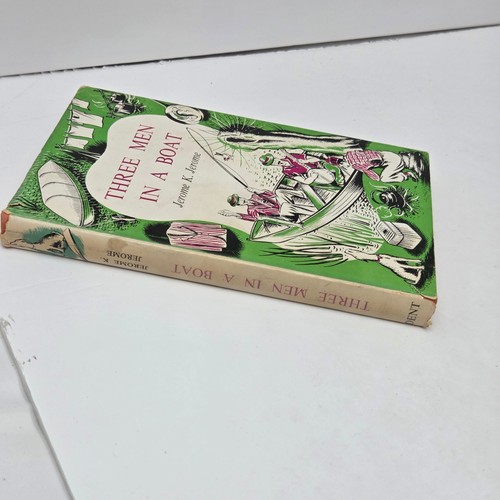 THREE MEN
IN A BOAT
Jerome K. Jerome
THREE MEN IN A BOAT
JEROME K.
JEROME
DENT